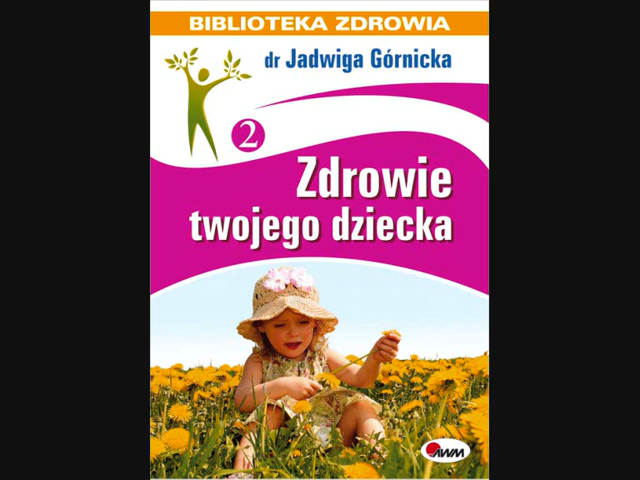 BIBLIOTEKA ZDROWIA
dr Jadwiga Górnicka
2
Zdrowie
twojego dziecka
AWM